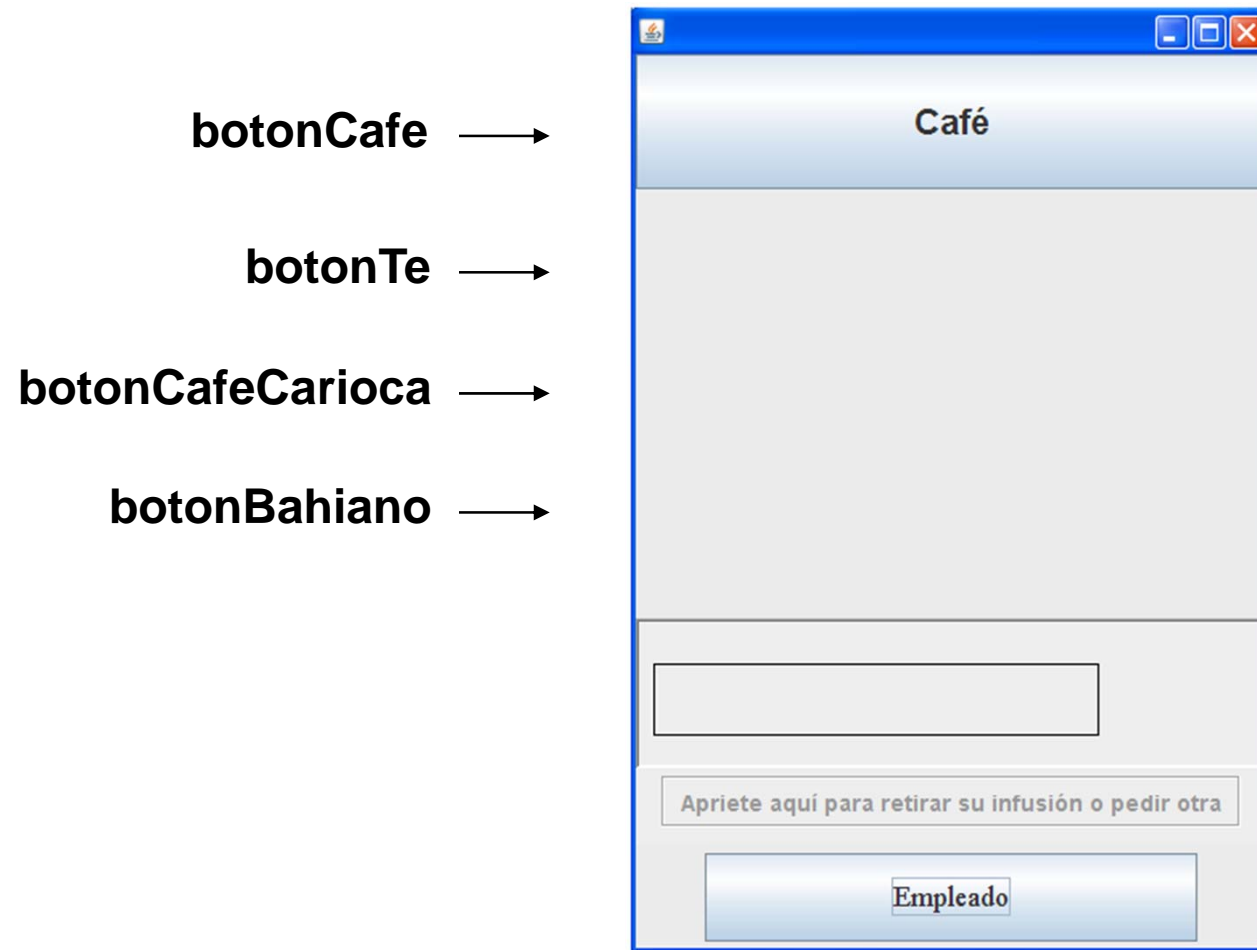 botonCafe
Café
botonTe
botonCafeCarioca
botonBahiano
Apriete aquí para retirar su infusión o pedir otra
Empleado